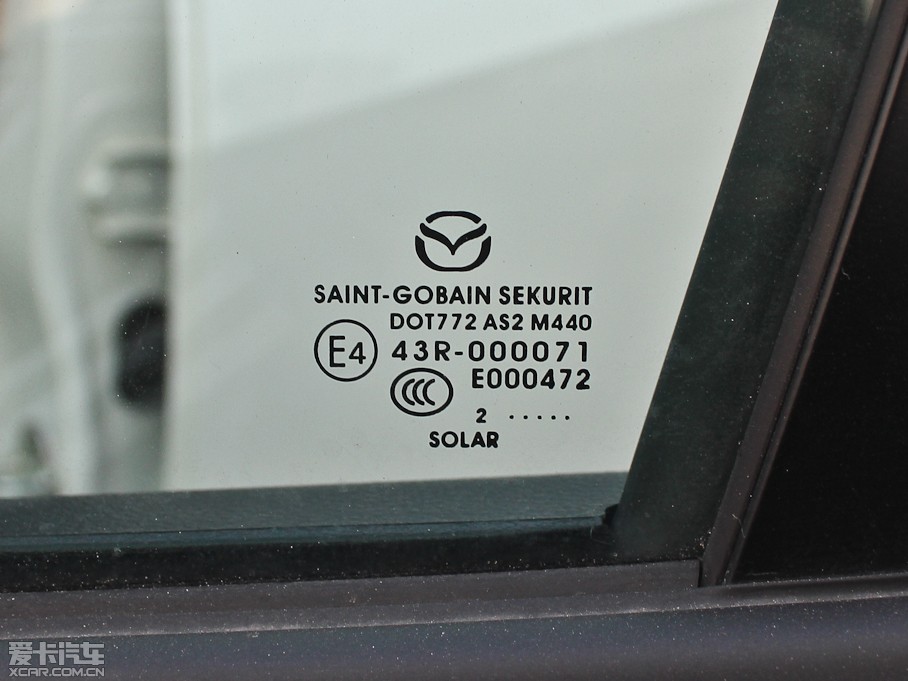 SAINT-GOBAIN SEKURIT
DOT772 AS2 M440
E4 43R-000071
CCC E000472
2 .....
SOLAR
爱卡汽车
XCAR.COM.CN